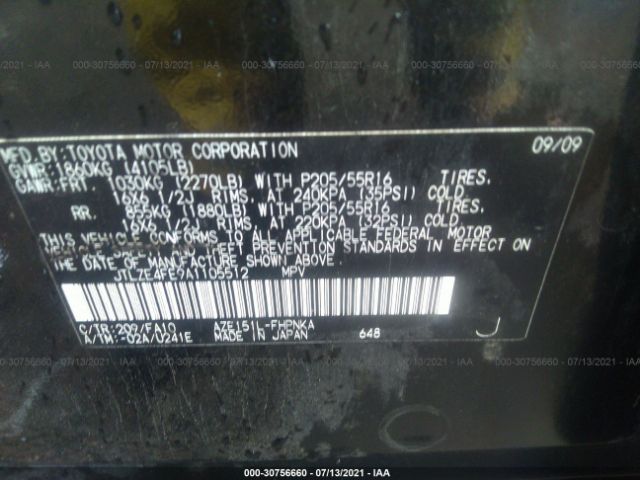 000-30756660 - 07/13/2021 - IAA
MFD.BY:TOYOTA MOTOR CORPORATION 09/09
GVWR:1860KG (4105LB)
GAWR:FRT. 1030KG (2270LB) WITH P205/55R16 TIRES,
16X6 1/2J RIMS, AT 240KPA (35PSI) COLD.
RR. 855KG (1880LB) WITH P205/55R16 TIRES,
16X6 1/2J RIMS, AT 220KPA (32PSI) COLD.
THIS VEHICLE CONFORMS TO ALL APPLICABLE FEDERAL MOTOR
THEFT PREVENTION STANDARDS IN EFFECT ON
THE DATE OF MANUFACTURE SHOWN ABOVE.
JTLZE4FE9A1105512 MPV
C/TR:209/FA10 AZE151L-FHPNKA
A/TM:-02A/U241E MADE IN JAPAN 648 J
000-30756660 - 07/13/2021 - IAA